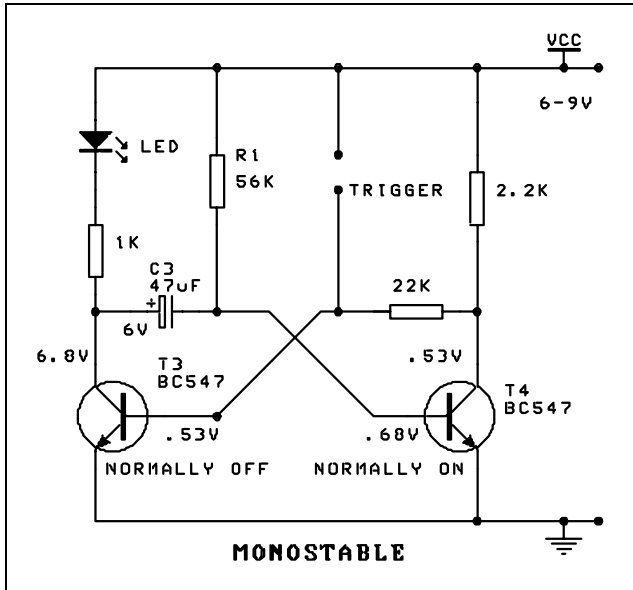 VCC
6-9V
LED
R1
56K
TRIGGER
2.2K
1K
C3
47uF
+
6V
22K
6.8V
T3
BC547
.53V
T4
BC547
.53V
.68V
NORMALLY OFF
NORMALLY ON
MONOSTABLE